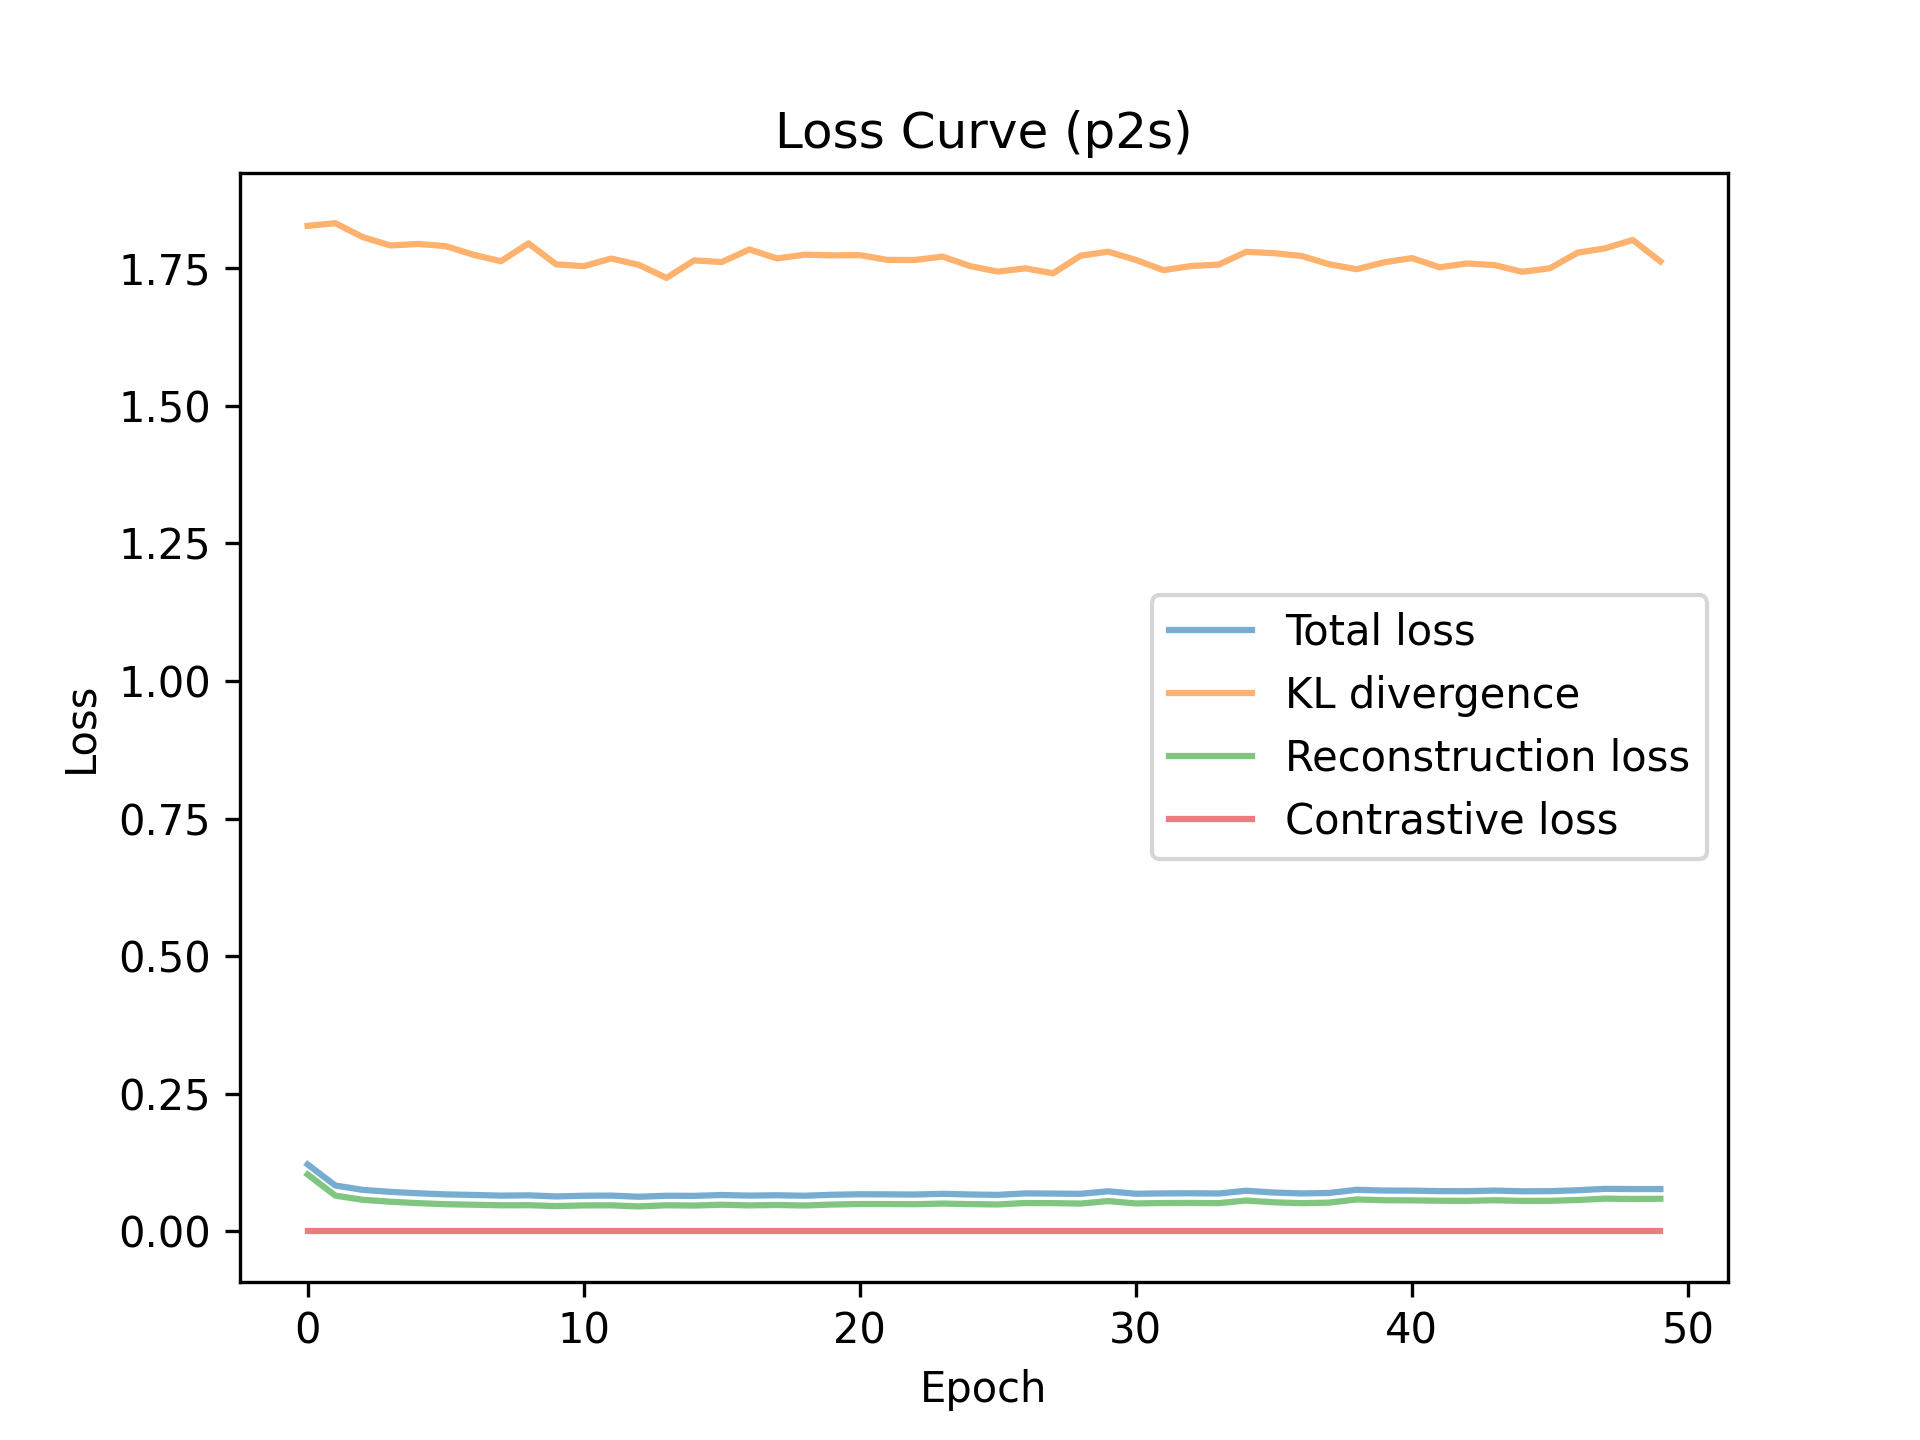 Loss Curve (p2s)
Loss
1.75
1.50
1.25
1.00
0.75
0.50
0.25
0.00
Total loss
KL divergence
Reconstruction loss
Contrastive loss
0 10 20 30 40 50
Epoch